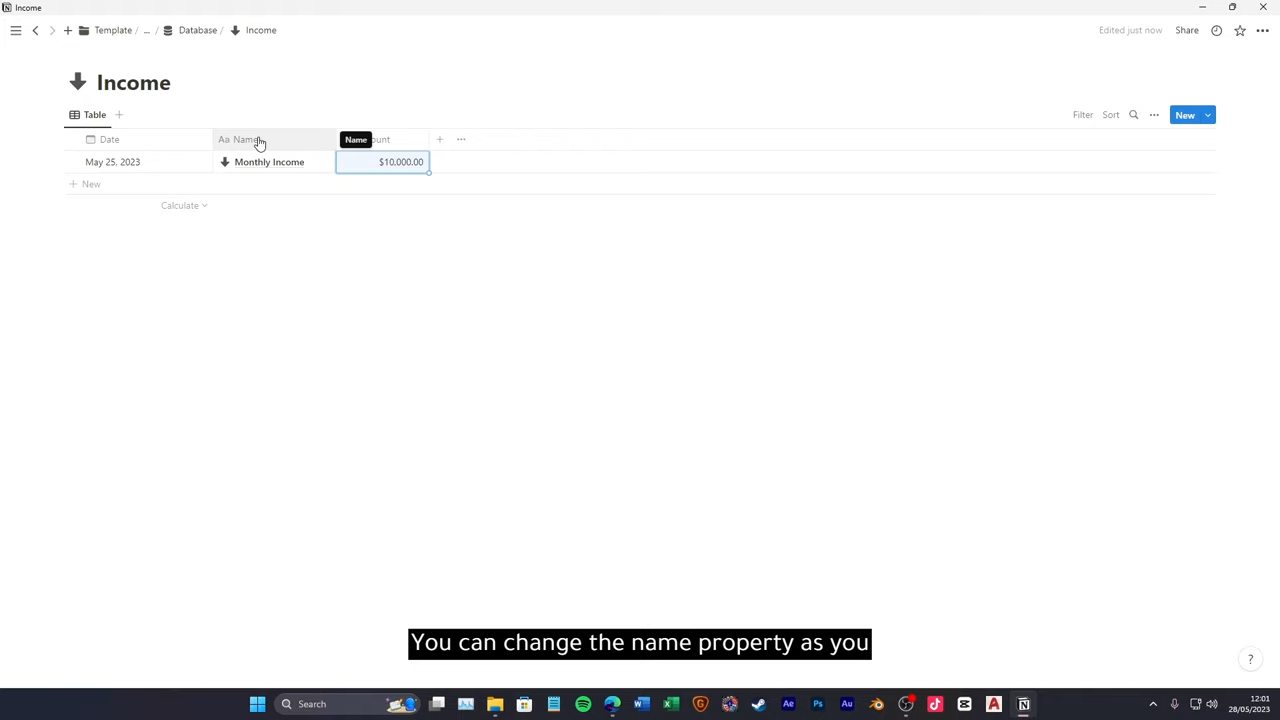 Income
Template / ... / Database / Income
Edited just now
Share
Income
Table
Filter
Sort
New
Date
Aa Name
Name
ount
May 25, 2023
Monthly Income
$10,000.00
+ New
Calculate
You can change the name property as you
?
Search
12:01
28/05/2023